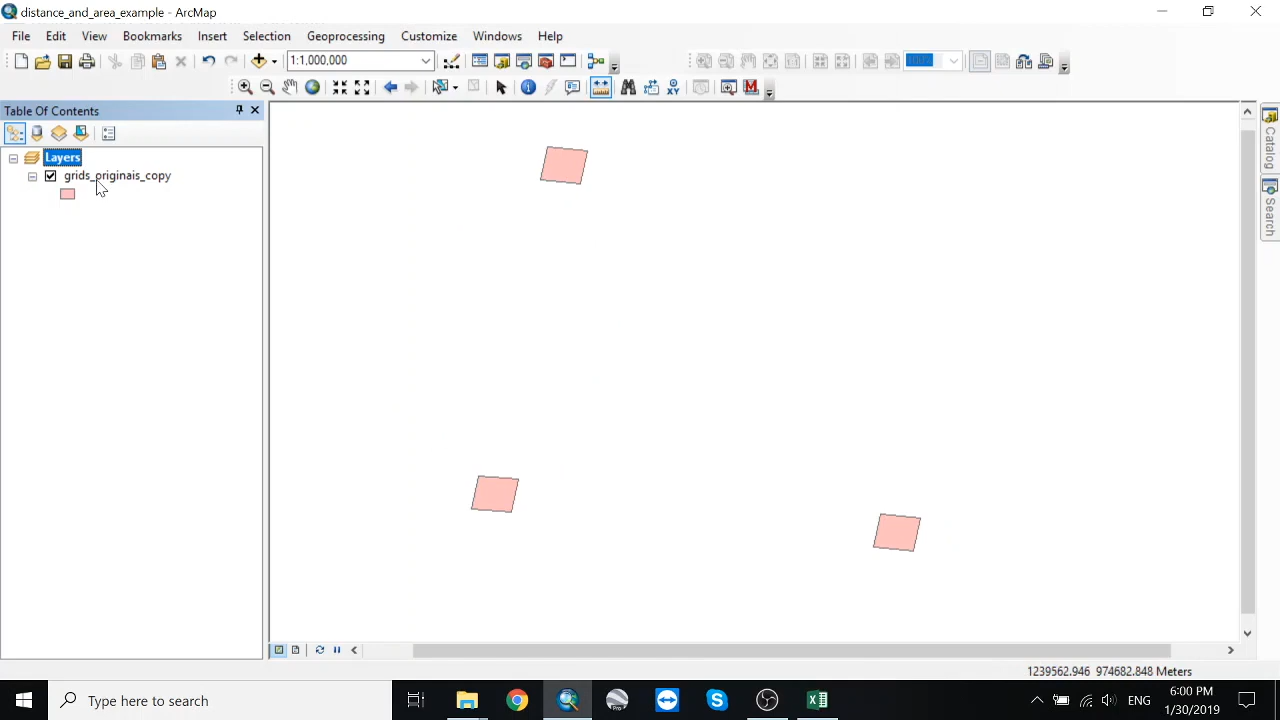 distance_and_area_example - ArcMap
File Edit View Bookmarks Insert Selection Geoprocessing Customize Windows Help
1:1,000,000
Table Of Contents
Layers
grids_originais_copy
Catalog
Search
1239562.946 974682.848 Meters
Type here to search
Pro
ENG
6:00 PM
1/30/2019